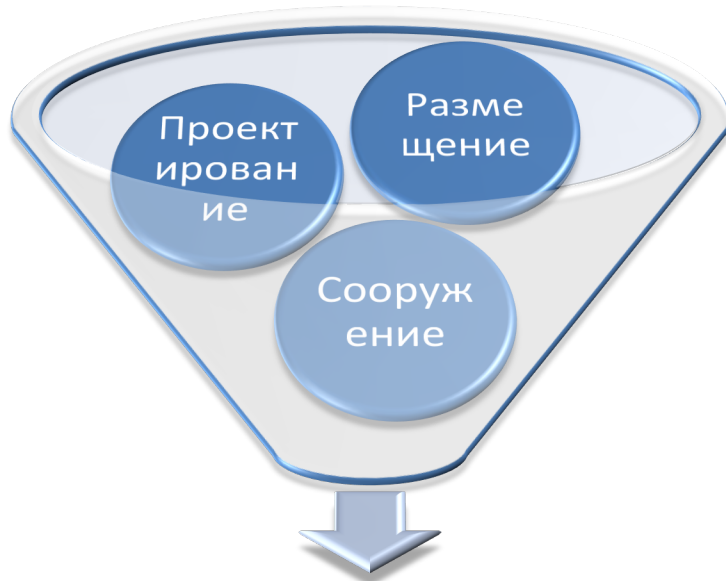 Проект
ирован
ие
Разме
щение
Сооруж
ение